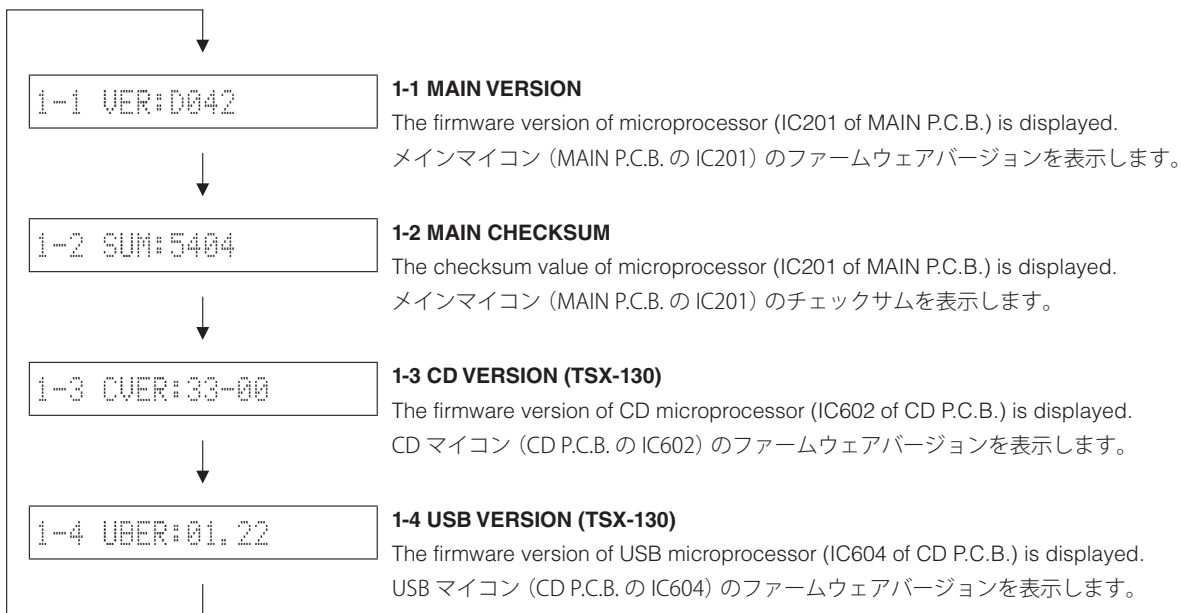 1-1 VER:D042
1-1 MAIN VERSION
The firmware version of microprocessor (IC201 of MAIN P.C.B.) is displayed.
メインマイコン（MAIN P.C.B. の IC201）のファームウェアバージョンを表示します。
1-2 SUM:5404
1-2 MAIN CHECKSUM
The checksum value of microprocessor (IC201 of MAIN P.C.B.) is displayed.
メインマイコン（MAIN P.C.B. の IC201）のチェックサムを表示します。
1-3 CVER:33-00
1-3 CD VERSION (TSX-130)
The firmware version of CD microprocessor (IC602 of CD P.C.B.) is displayed.
CD マイコン（CD P.C.B. の IC602）のファームウェアバージョンを表示します。
1-4 UBER:01.22
1-4 USB VERSION (TSX-130)
The firmware version of USB microprocessor (IC604 of CD P.C.B.) is displayed.
USB マイコン（CD P.C.B. の IC604）のファームウェアバージョンを表示します。